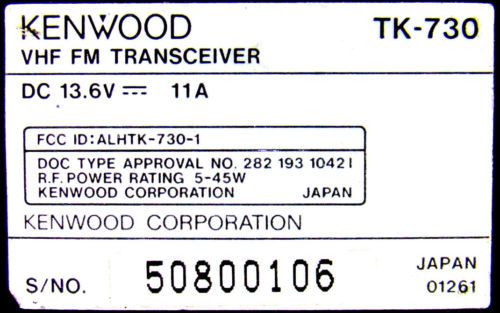 KENWOOD TK-730
VHF FM TRANSCEIVER
DC 13.6V ⎓ 11A
FCC ID:ALHTK-730-1
DOC TYPE APPROVAL NO. 282 193 1042 I
R.F. POWER RATING 5-45W
KENWOOD CORPORATION JAPAN
KENWOOD CORPORATION
S/NO. 50800106 JAPAN
01261